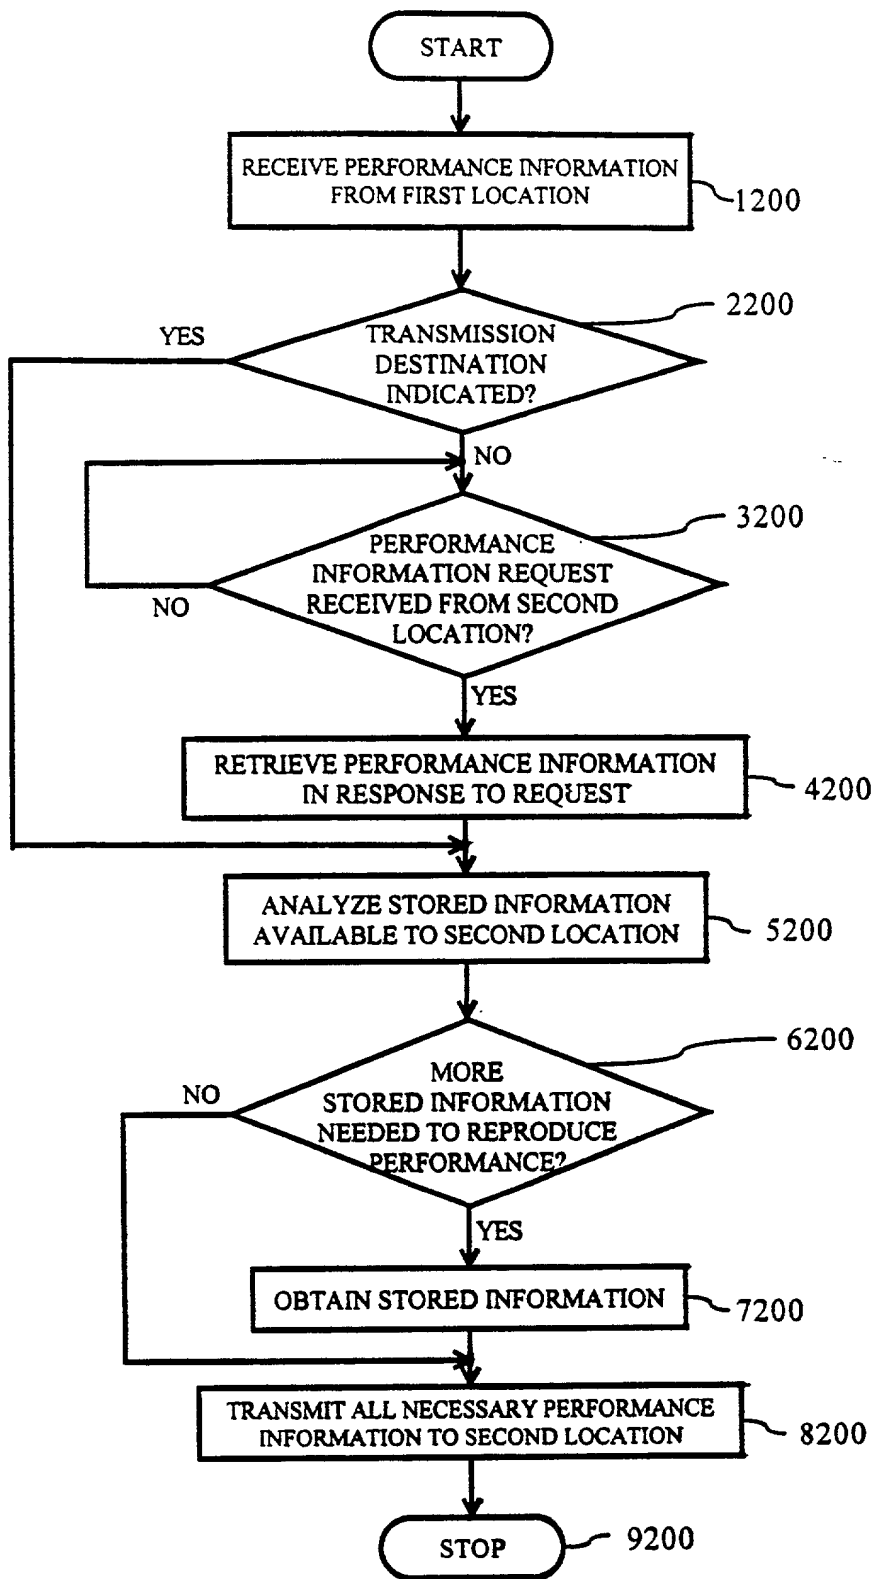 START
RECEIVE PERFORMANCE INFORMATION
FROM FIRST LOCATION
1200
2200
YES
TRANSMISSION
DESTINATION
INDICATED?
NO
3200
PERFORMANCE
INFORMATION REQUEST
RECEIVED FROM SECOND
LOCATION?
NO
YES
RETRIEVE PERFORMANCE INFORMATION
IN RESPONSE TO REQUEST
4200
ANALYZE STORED INFORMATION
AVAILABLE TO SECOND LOCATION
5200
6200
NO
MORE
STORED INFORMATION
NEEDED TO REPRODUCE
PERFORMANCE?
YES
OBTAIN STORED INFORMATION
7200
TRANSMIT ALL NECESSARY PERFORMANCE
INFORMATION TO SECOND LOCATION
8200
STOP
9200